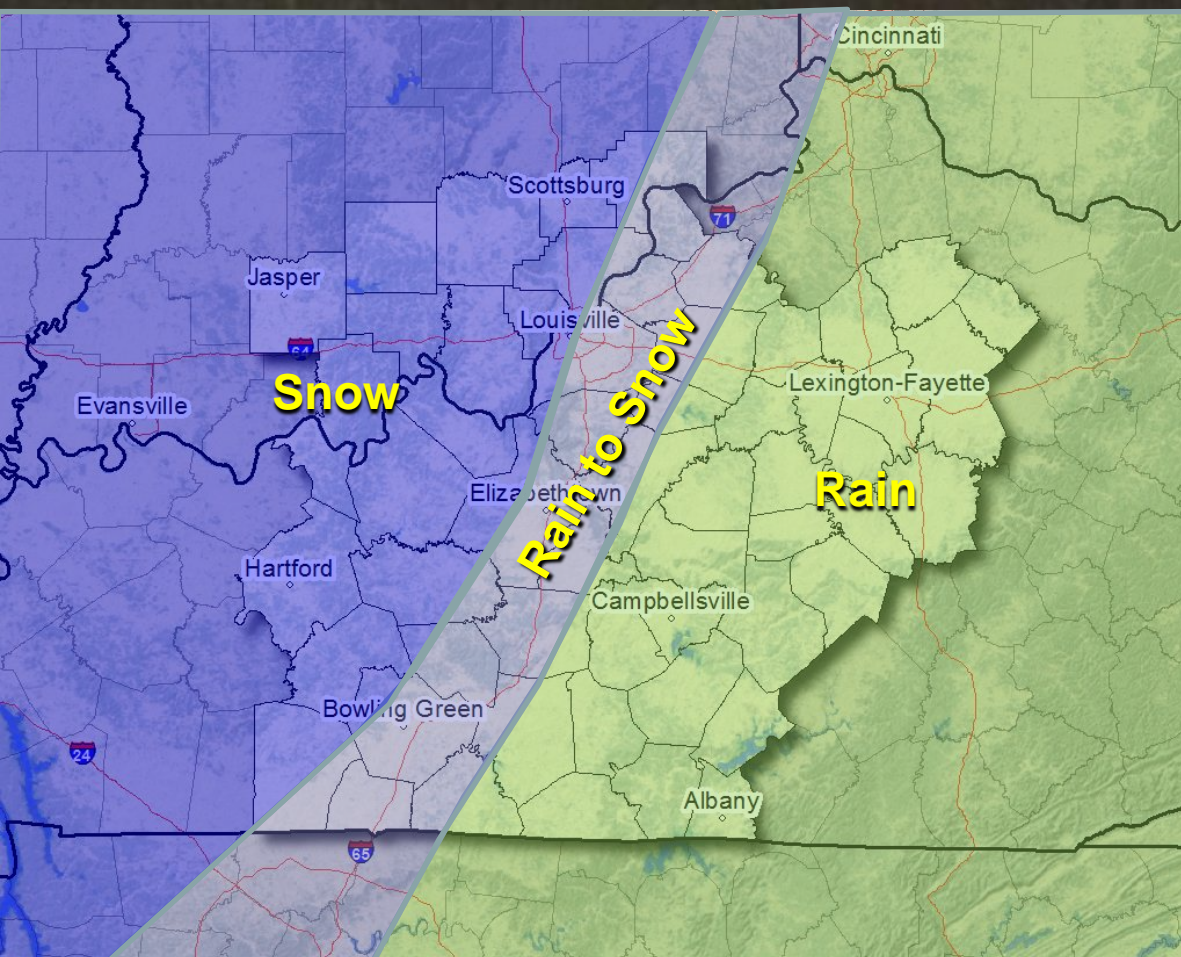 Cincinnati
Scottsburg
71
Jasper
Louisville
64
Rain to Snow
Snow
Lexington-Fayette
Evansville
Rain
Elizabethtown
Hartford
Campbellsville
Bowling Green
24
Albany
65